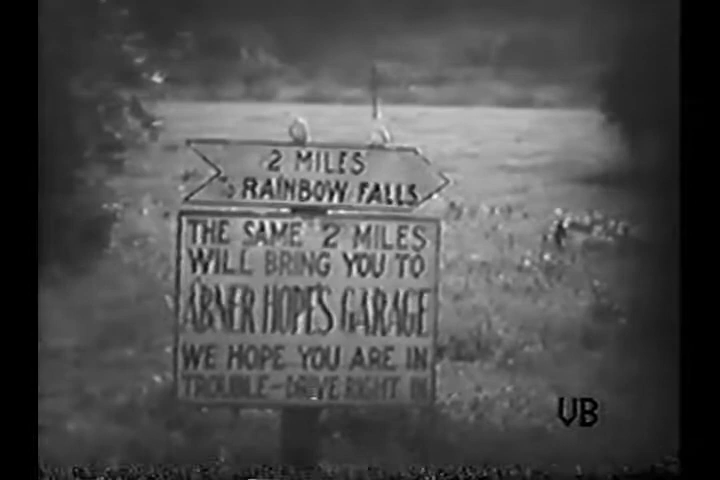 2 MILES
TO RAINBOW FALLS
THE SAME 2 MILES
WILL BRING YOU TO
ABNER HOPE'S GARAGE
WE HOPE YOU ARE IN
TROUBLE-DRIVE RIGHT IN
VB